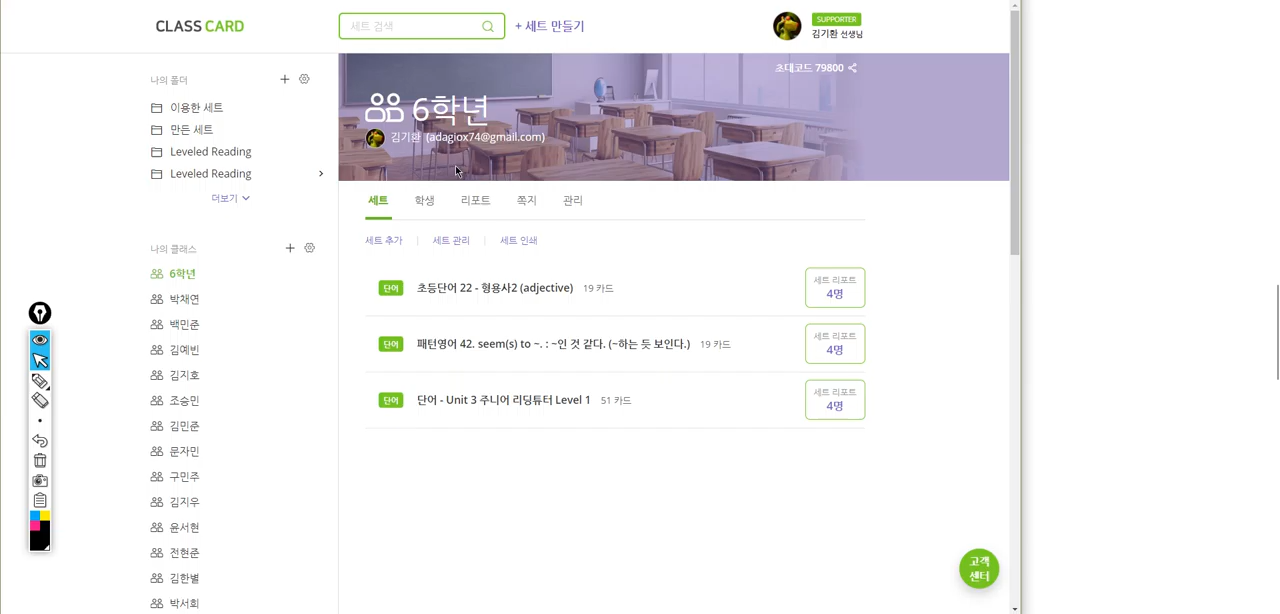 CLASS CARD
세트 검색
+ 세트 만들기
SUPPORTER
김기환 선생님
초대코드 79800
6학년
김기환 (adagiox74@gmail.com)
나의 폴더
이용한 세트
만든 세트
Leveled Reading
Leveled Reading
더보기
나의 클래스
6학년
박채연
백민준
김예빈
김지호
조승민
김민준
문자민
구민주
김지우
윤서현
전현준
김한별
박서희
세트
학생
리포트
쪽지
관리
세트 추가
세트 관리
세트 인쇄
단어 초등단어 22 - 형용사2 (adjective) 19 카드
세트 리포트
4명
단어 패턴영어 42. seem(s) to ~. : ~인 것 같다. (~하는 듯 보인다.) 19 카드
세트 리포트
4명
단어 단어 - Unit 3 주니어 리딩튜터 Level 1 51 카드
세트 리포트
4명
고객
센터